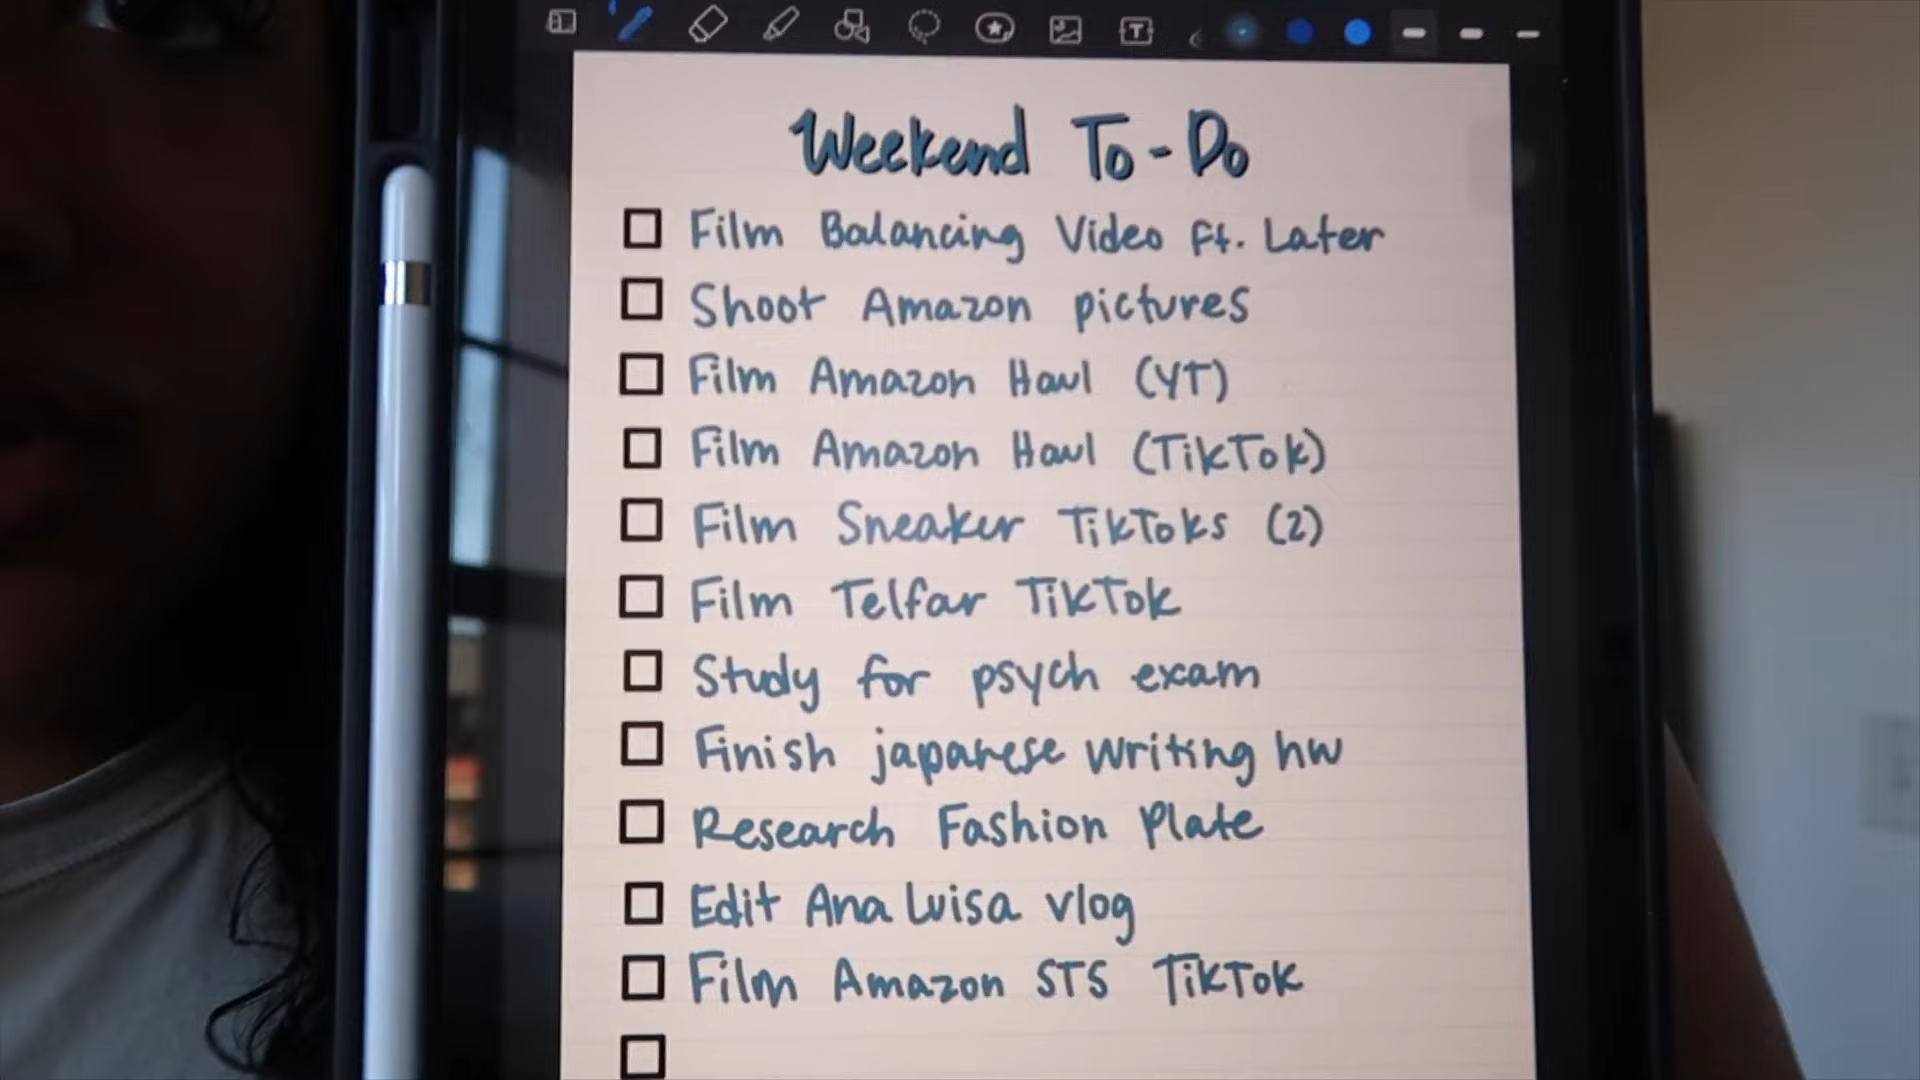 Weekend To-Do
Film Balancing Video ft. Later
Shoot Amazon pictures
Film Amazon Haul (YT)
Film Amazon Haul (TikTok)
Film Sneaker TikToks (2)
Film Telfar TikTok
Study for psych exam
Finish japanese writing hw
Research Fashion Plate
Edit Ana Luisa vlog
Film Amazon STS TikTok